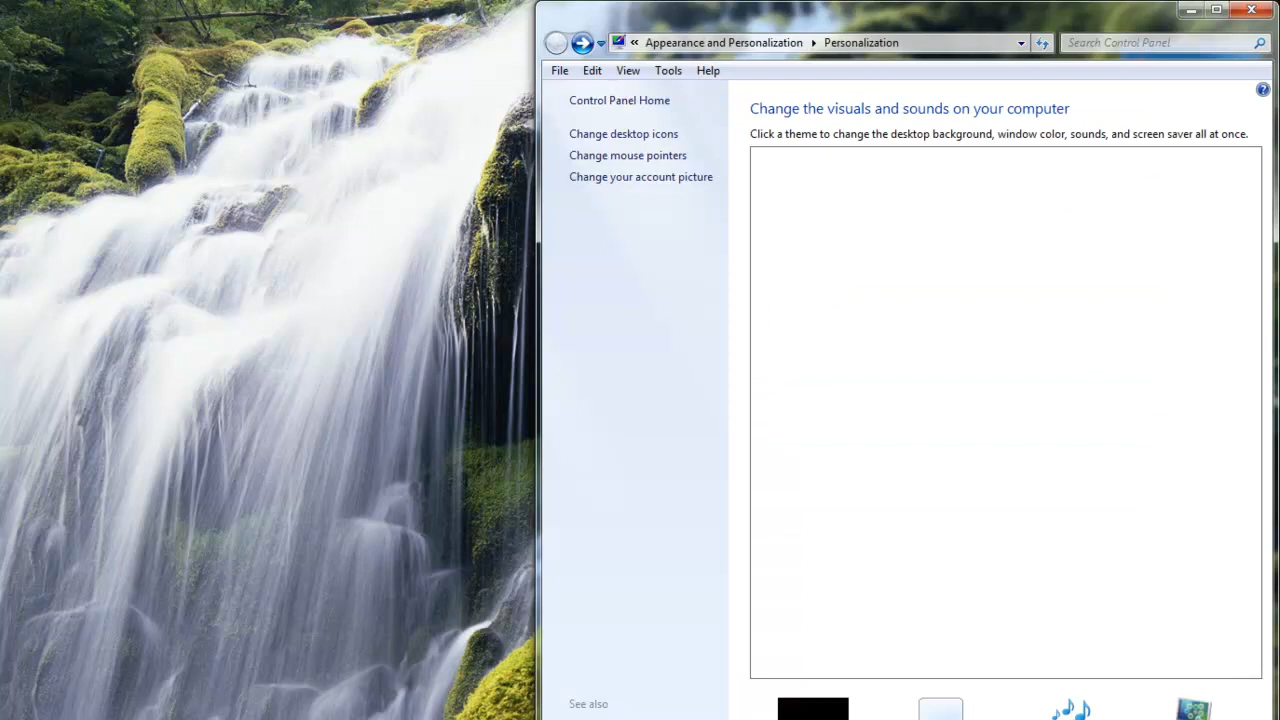 « Appearance and Personalization Personalization
Search Control Panel
File Edit View Tools Help
Control Panel Home
Change desktop icons
Change mouse pointers
Change your account picture
See also
Change the visuals and sounds on your computer
Click a theme to change the desktop background, window color, sounds, and screen saver all at once.